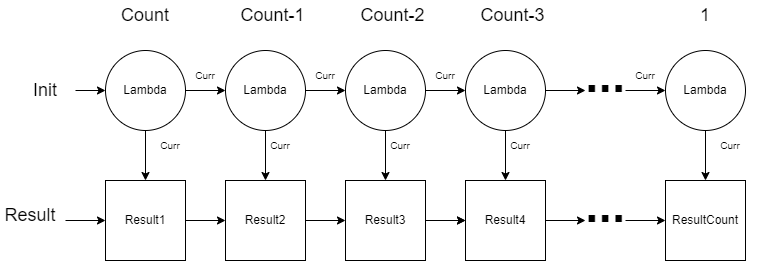 Count Count-1 Count-2 Count-3 1
Curr Curr Curr Curr
Init Lambda Lambda Lambda Lambda Lambda
Curr Curr Curr Curr Curr
Result Result1 Result2 Result3 Result4 ResultCount